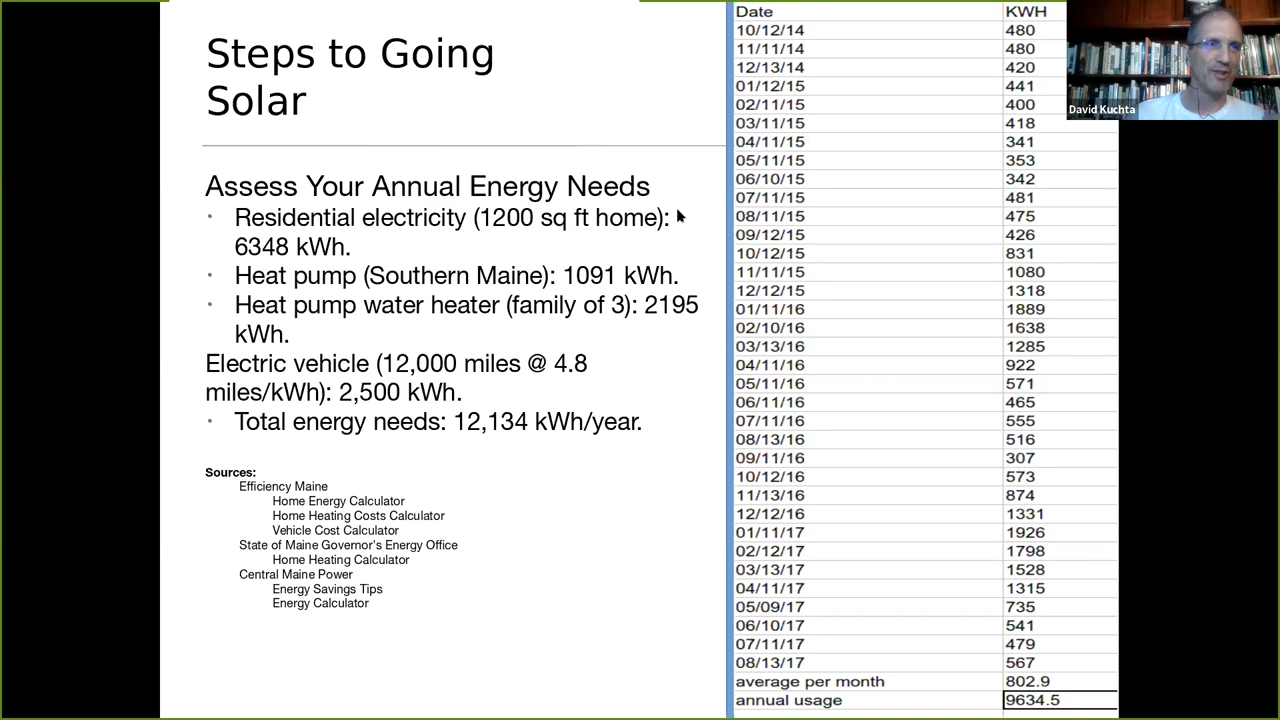 Steps to Going
Solar
Assess Your Annual Energy Needs
· Residential electricity (1200 sq ft home):
6348 kWh.
· Heat pump (Southern Maine): 1091 kWh.
· Heat pump water heater (family of 3): 2195
kWh.
Electric vehicle (12,000 miles @ 4.8
miles/kWh): 2,500 kWh.
· Total energy needs: 12,134 kWh/year.
Sources:
Efficiency Maine
Home Energy Calculator
Home Heating Costs Calculator
Vehicle Cost Calculator
State of Maine Governor's Energy Office
Home Heating Calculator
Central Maine Power
Energy Savings Tips
Energy Calculator
Date KWH
10/12/14 480
11/11/14 480
12/13/14 420
01/12/15 441
02/11/15 400
03/11/15 418
04/11/15 341
05/11/15 353
06/10/15 342
07/11/15 481
08/11/15 475
09/12/15 426
10/12/15 831
11/11/15 1080
12/12/15 1318
01/11/16 1889
02/10/16 1638
03/13/16 1285
04/11/16 922
05/11/16 571
06/11/16 465
07/11/16 555
08/13/16 516
09/11/16 307
10/12/16 573
11/13/16 874
12/12/16 1331
01/11/17 1926
02/12/17 1798
03/13/17 1528
04/11/17 1315
05/09/17 735
06/10/17 541
07/11/17 479
08/13/17 567
average per month 802.9
annual usage 9634.5
David Kuchta